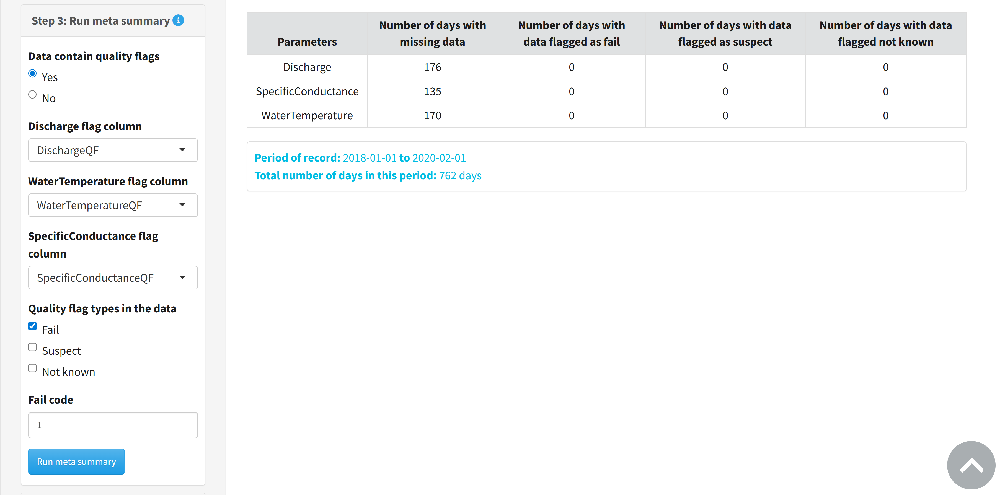 Step 3: Run meta summary
Data contain quality flags
Yes
No
Discharge flag column
DischargeQF
WaterTemperature flag column
WaterTemperatureQF
SpecificConductance flag
column
SpecificConductanceQF
Quality flag types in the data
Fail
Suspect
Not known
Fail code
1
Run meta summary
Parameters Number of days with missing data Number of days with data flagged as fail Number of days with data flagged as suspect Number of days with data flagged not known
Discharge 176 0 0 0
SpecificConductance 135 0 0 0
WaterTemperature 170 0 0 0
Period of record: 2018-01-01 to 2020-02-01
Total number of days in this period: 762 days